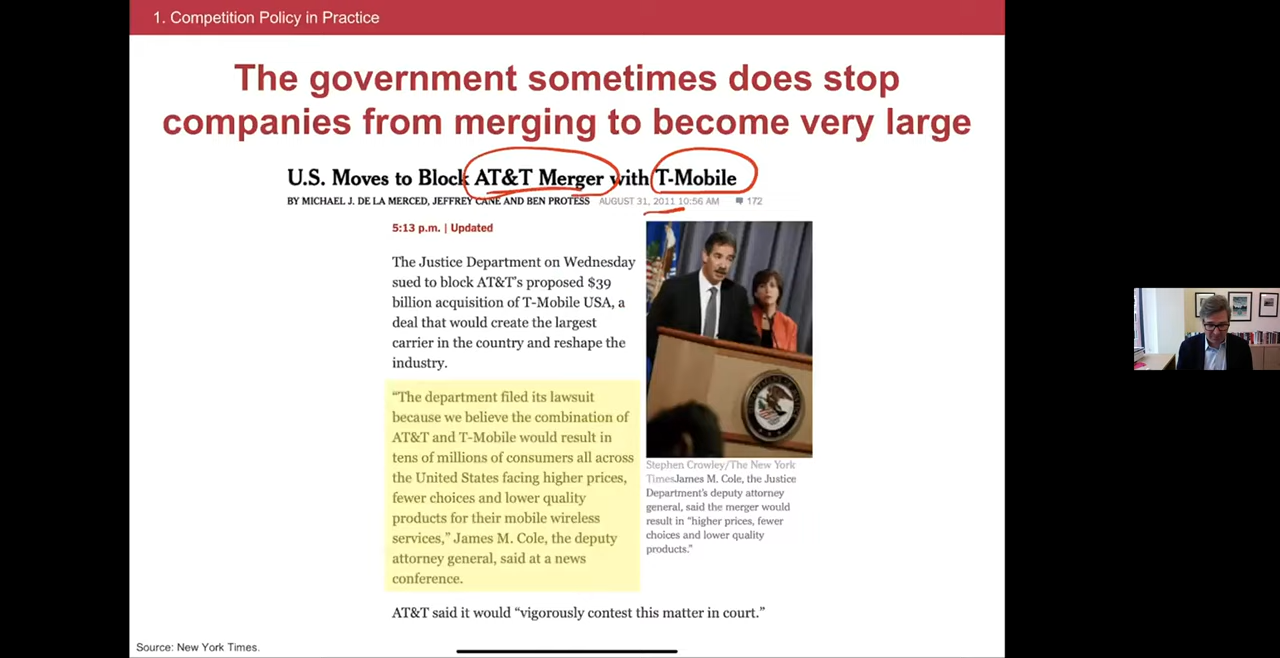 1. Competition Policy in Practice
The government sometimes does stop
companies from merging to become very large
U.S. Moves to Block AT&T Merger with T-Mobile
BY MICHAEL J. DE LA MERCED, JEFFREY CANE AND BEN PROTESS AUGUST 31, 2011 10:56 AM 172
5:13 p.m. | Updated
The Justice Department on Wednesday
sued to block AT&T's proposed $39
billion acquisition of T-Mobile USA, a
deal that would create the largest
carrier in the country and reshape the
industry.
“The department filed its lawsuit
because we believe the combination of
AT&T and T-Mobile would result in
tens of millions of consumers all across
the United States facing higher prices,
fewer choices and lower quality
products for their mobile wireless
services,” James M. Cole, the deputy
attorney general, said at a news
conference.
Stephen Crowley/The New York
TimesJames M. Cole, the Justice
Department's deputy attorney
general, said the merger would
result in “higher prices, fewer
choices and lower quality
products.”
AT&T said it would “vigorously contest this matter in court.”
Source: New York Times.